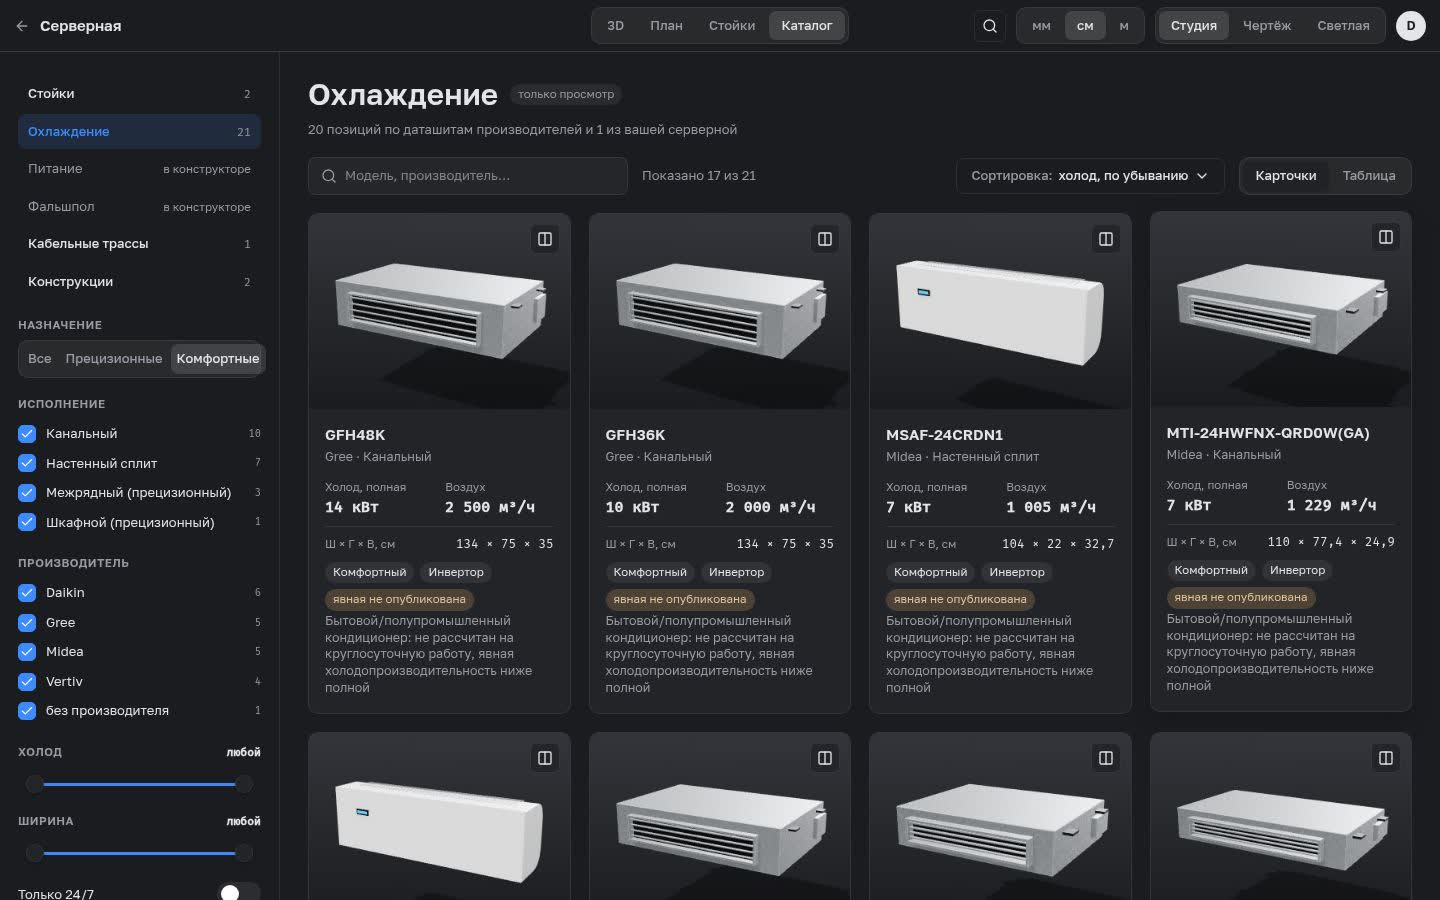 Серверная
3D План Стойки Каталог
мм см м
Студия Чертёж Светлая
D
Стойки 2
Охлаждение 21
Питание в конструкторе
Фальшпол в конструкторе
Кабельные трассы 1
Конструкции 2
НАЗНАЧЕНИЕ
Все Прецизионные Комфортные
ИСПОЛНЕНИЕ
Канальный 10
Настенный сплит 7
Межрядный (прецизионный) 3
Шкафной (прецизионный) 1
ПРОИЗВОДИТЕЛЬ
Daikin 6
Gree 5
Midea 5
Vertiv 4
без производителя 1
ХОЛОД любой
ШИРИНА любой
Только 24/7
Охлаждение только просмотр
20 позиций по даташитам производителей и 1 из вашей серверной
Модель, производитель...
Показано 17 из 21
Сортировка: холод, по убыванию
Карточки Таблица
GFH48K
Gree · Канальный
Холод, полная Воздух
14 кВт 2 500 м³/ч
Ш × Г × В, см 134 × 75 × 35
Комфортный Инвертор
явная не опубликована
Бытовой/полупромышленный
кондиционер: не рассчитан на
круглосуточную работу, явная
холодопроизводительность ниже
полной
GFH36K
Gree · Канальный
Холод, полная Воздух
10 кВт 2 000 м³/ч
Ш × Г × В, см 134 × 75 × 35
Комфортный Инвертор
явная не опубликована
Бытовой/полупромышленный
кондиционер: не рассчитан на
круглосуточную работу, явная
холодопроизводительность ниже
полной
MSAF-24CRDN1
Midea · Настенный сплит
Холод, полная Воздух
7 кВт 1 005 м³/ч
Ш × Г × В, см 104 × 22 × 32,7
Комфортный Инвертор
явная не опубликована
Бытовой/полупромышленный
кондиционер: не рассчитан на
круглосуточную работу, явная
холодопроизводительность ниже
полной
MTI-24HWFNX-QRD0W(GA)
Midea · Канальный
Холод, полная Воздух
7 кВт 1 229 м³/ч
Ш × Г × В, см 110 × 77,4 × 24,9
Комфортный Инвертор
явная не опубликована
Бытовой/полупромышленный
кондиционер: не рассчитан на
круглосуточную работу, явная
холодопроизводительность ниже
полной